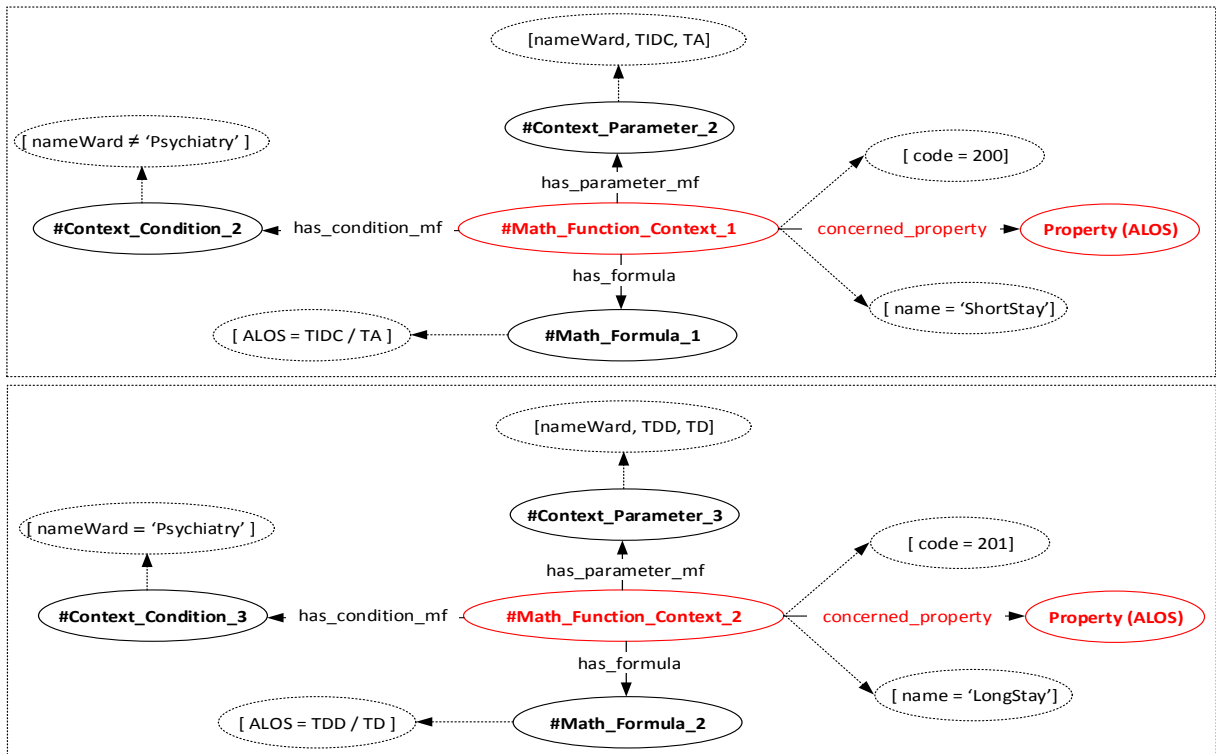 [nameWard, TIDC, TA]
[ nameWard ≠ ‘Psychiatry’ ]
#Context_Parameter_2
[ code = 200]
has_parameter_mf
#Context_Condition_2
has_condition_mf
#Math_Function_Context_1
concerned_property
Property (ALOS)
has_formula
[ ALOS = TIDC / TA ]
#Math_Formula_1
[ name = ‘ShortStay’]
[nameWard, TDD, TD]
[ nameWard = ‘Psychiatry’ ]
#Context_Parameter_3
[ code = 201]
has_parameter_mf
#Context_Condition_3
has_condition_mf
#Math_Function_Context_2
concerned_property
Property (ALOS)
has_formula
[ ALOS = TDD / TD ]
#Math_Formula_2
[ name = ‘LongStay’]